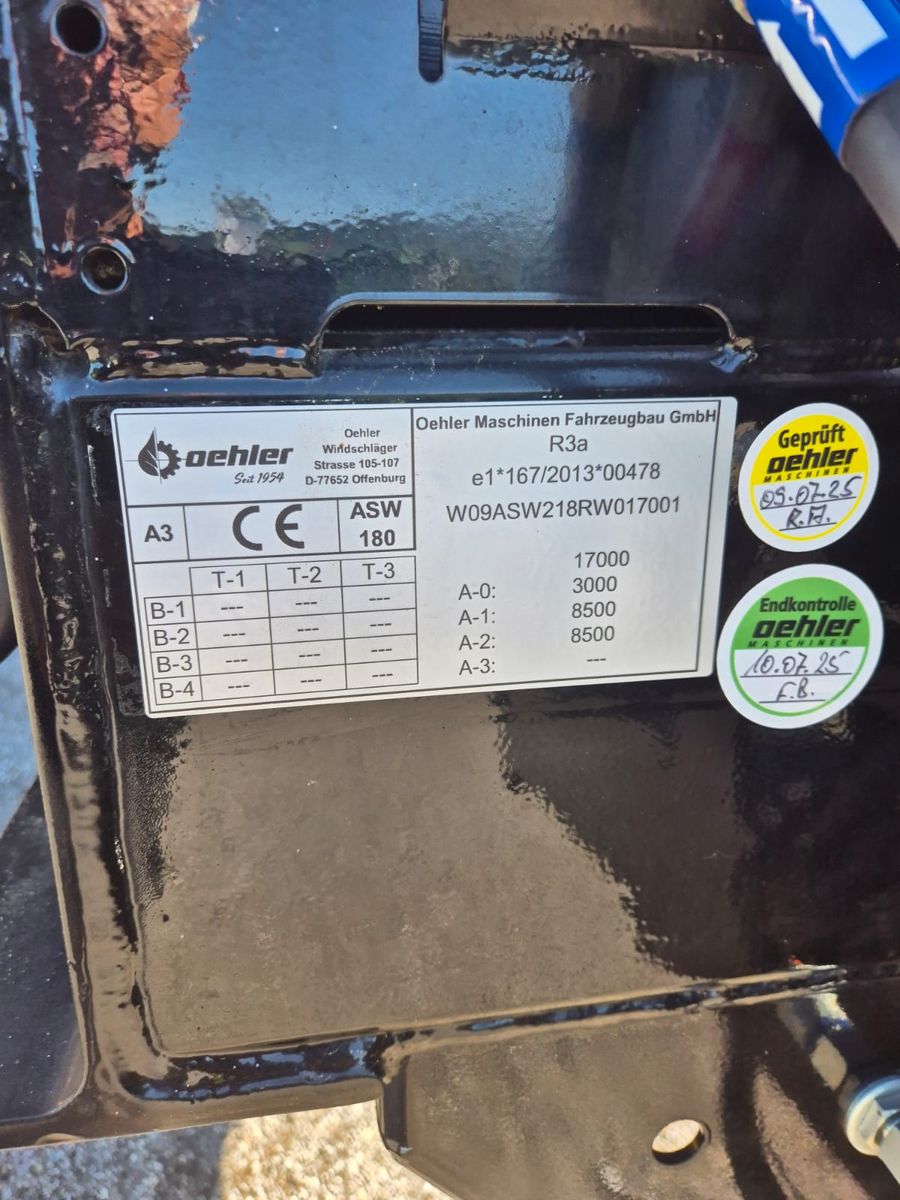 oehler
Seit 1954
Oehler
Windschläger
Strasse 105-107
D-77652 Offenburg
A3
CE
ASW
180
T-1 T-2 T-3
B-1 --- --- ---
B-2 --- --- ---
B-3 --- --- ---
B-4 --- --- ---
Oehler Maschinen Fahrzeugbau GmbH
R3a
e1*167/2013*00478
W09ASW218RW017001
17000
A-0: 3000
A-1: 8500
A-2: 8500
A-3: ---
Geprüft
oehler
MASCHINEN
09.07.25
R.A.
Endkontrolle
oehler
MASCHINEN
10.07.25
F.B.